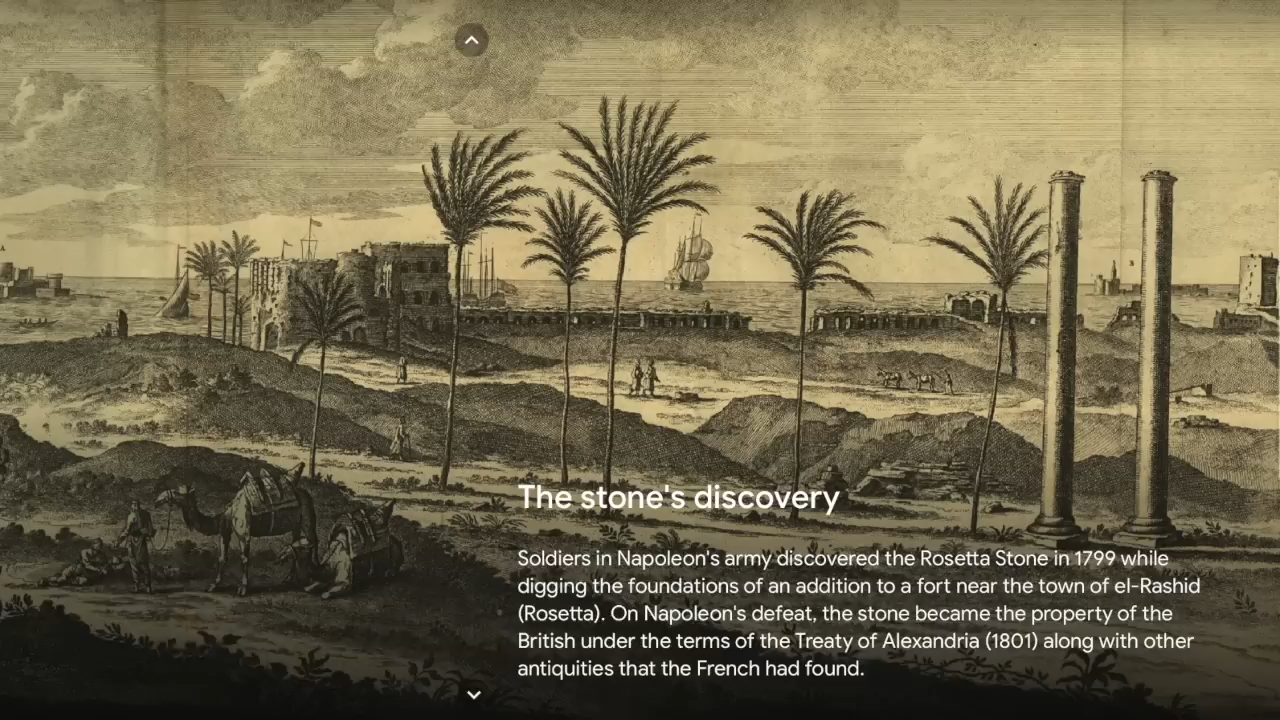 The stone's discovery
Soldiers in Napoleon's army discovered the Rosetta Stone in 1799 while
digging the foundations of an addition to a fort near the town of el-Rashid
(Rosetta). On Napoleon's defeat, the stone became the property of the
British under the terms of the Treaty of Alexandria (1801) along with other
antiquities that the French had found.